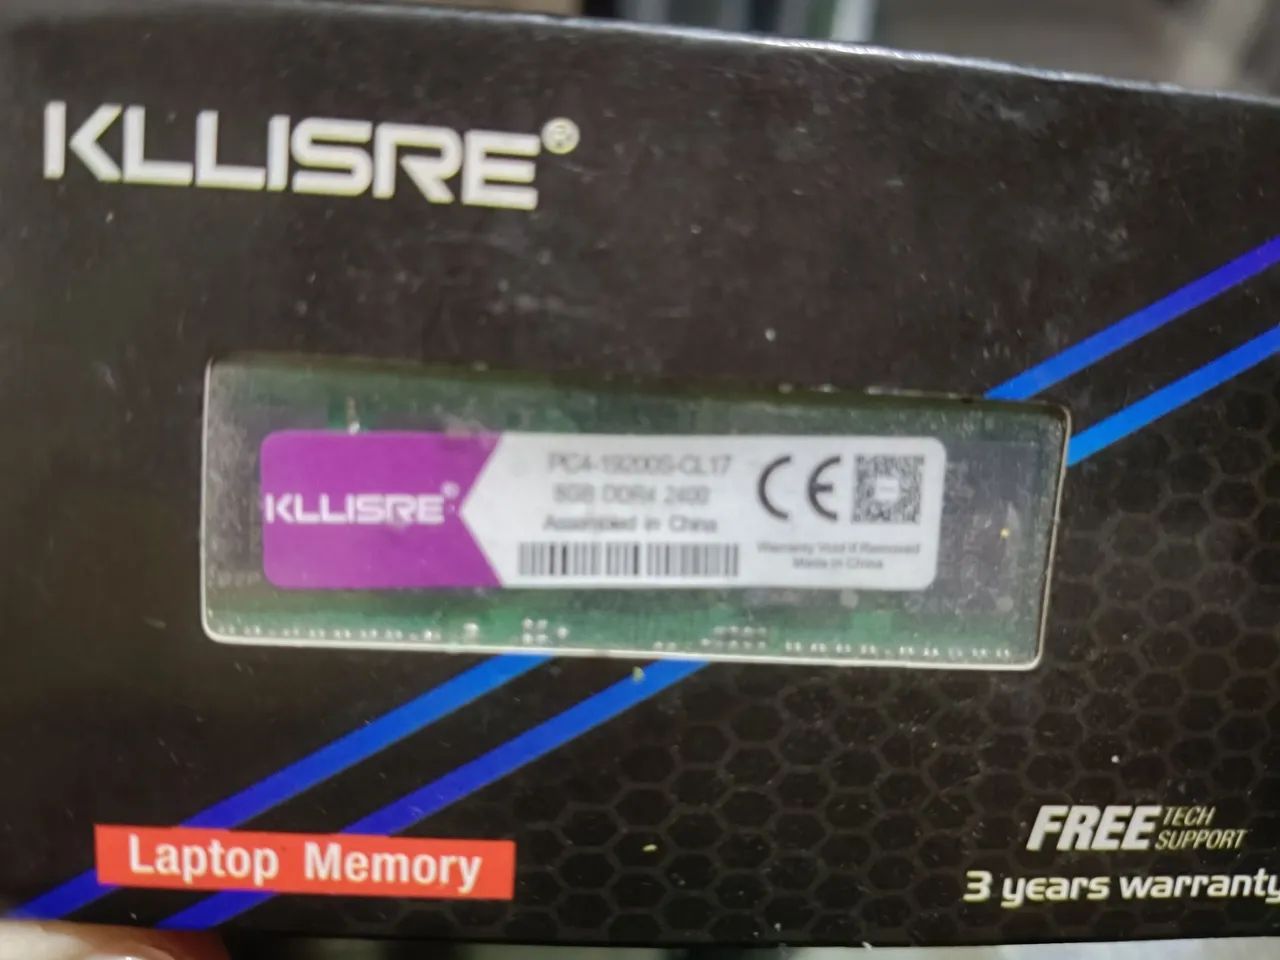 KLLISRE®
KLLISRE®
PC4-19200S-CL17
8GB DDR4 2400
Assembled in China
CE
Warranty Void if Removed
Made in China
Laptop Memory
FREE TECH SUPPORT
3 years warranty